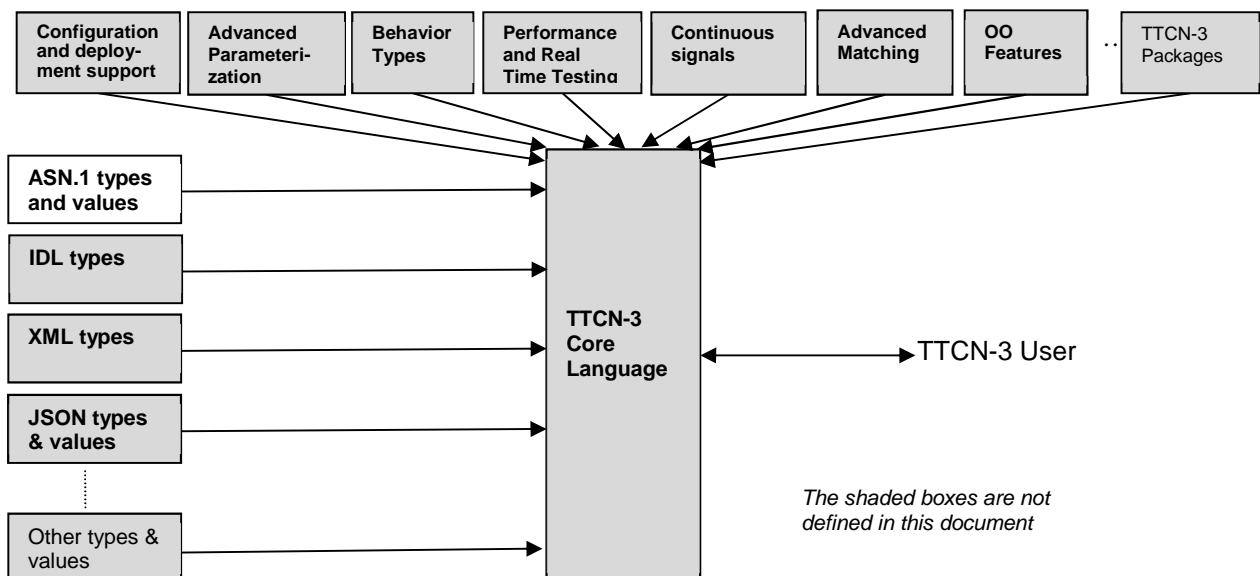 Configuration
and deploy-
ment support
Advanced
Parameteri-
zation
Behavior
Types
Performance
and Real
Time Testing
Continuous
signals
Advanced
Matching
OO
Features
..
TTCN-3
Packages
ASN.1 types
and values
IDL types
XML types
JSON types
& values
Other types &
values
TTCN-3
Core
Language
TTCN-3 User
The shaded boxes are not
defined in this document